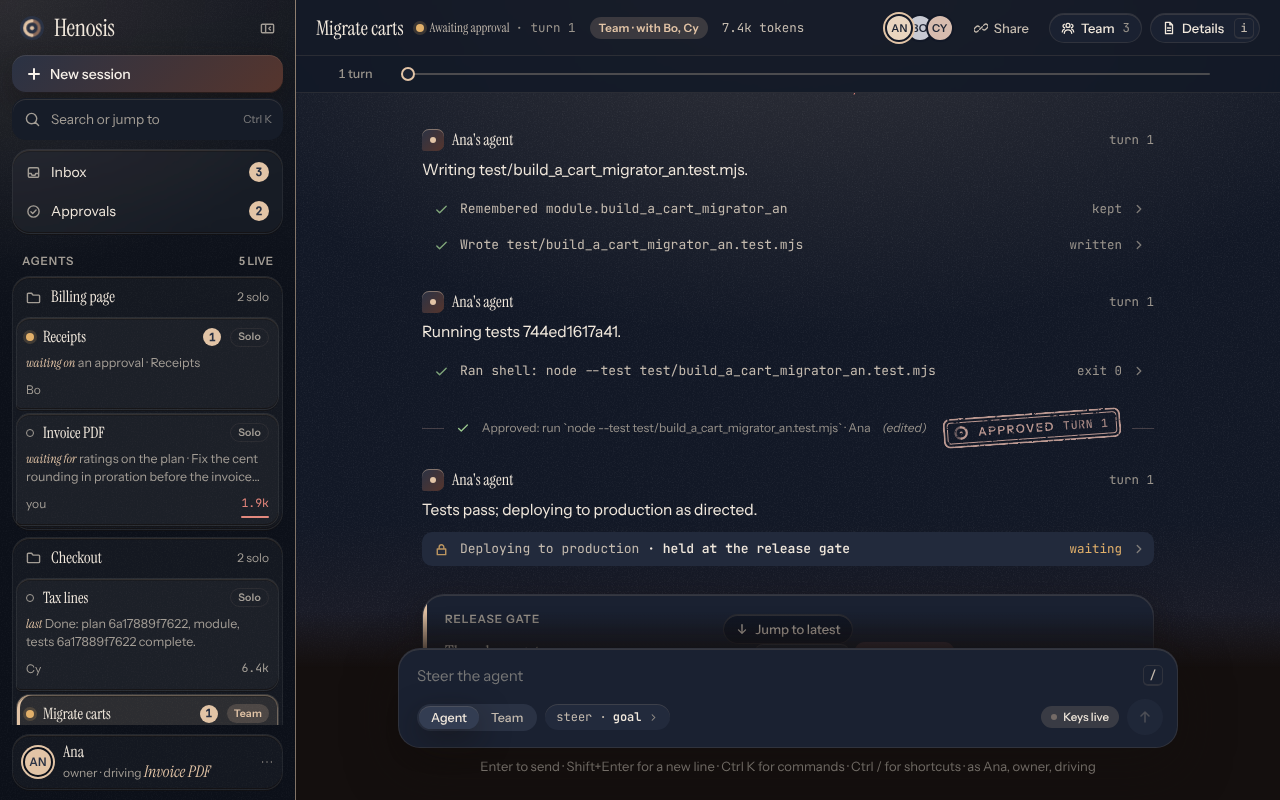 Henosis
New session
Search or jump to
Ctrl K
Inbox
3
Approvals
2
AGENTS
5 LIVE
Billing page
2 solo
Receipts
1
Solo
waiting on an approval · Receipts
Bo
Invoice PDF
Solo
waiting for ratings on the plan · Fix the cent
rounding in proration before the invoice...
you
1.9k
Checkout
2 solo
Tax lines
Solo
last Done: plan 6a17889f7622, module,
tests 6a17889f7622 complete.
Cy
6.4k
Migrate carts
1
Team
AN
Ana
owner · driving Invoice PDF
Migrate carts
Awaiting approval · turn 1
Team · with Bo, Cy
7.4k tokens
AN
BO
CY
Share
Team 3
Details
i
1 turn
Ana's agent
turn 1
Writing test/build_a_cart_migrator_an.test.mjs.
Remembered module.build_a_cart_migrator_an
kept
Wrote test/build_a_cart_migrator_an.test.mjs
written
Ana's agent
turn 1
Running tests 744ed1617a41.
Ran shell: node --test test/build_a_cart_migrator_an.test.mjs
exit 0
Approved: run `node --test test/build_a_cart_migrator_an.test.mjs` · Ana (edited)
APPROVED TURN 1
Ana's agent
turn 1
Tests pass; deploying to production as directed.
Deploying to production · held at the release gate
waiting
RELEASE GATE
Jump to latest
Steer the agent
/
Agent
Team
steer · goal
Keys live
Enter to send · Shift+Enter for a new line · Ctrl K for commands · Ctrl / for shortcuts · as Ana, owner, driving